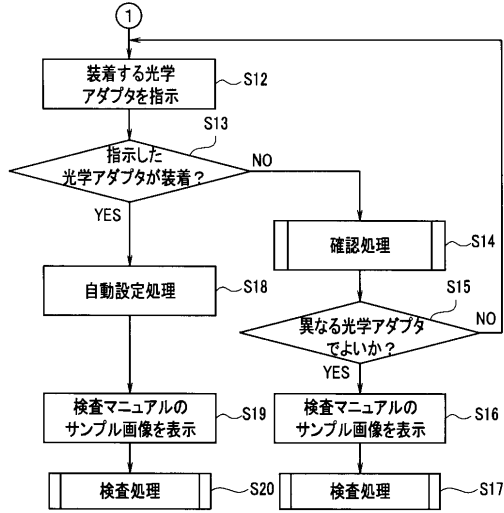 1
装着する光学
アダプタを指示
S12
S13
指示した
光学アダプタが装着？
NO
YES
確認処理
S14
自動設定処理
S18
S15
異なる光学アダプタ
でよいか？
NO
YES
検査マニュアルの
サンプル画像を表示
S19
検査マニュアルの
サンプル画像を表示
S16
検査処理
S20
検査処理
S17